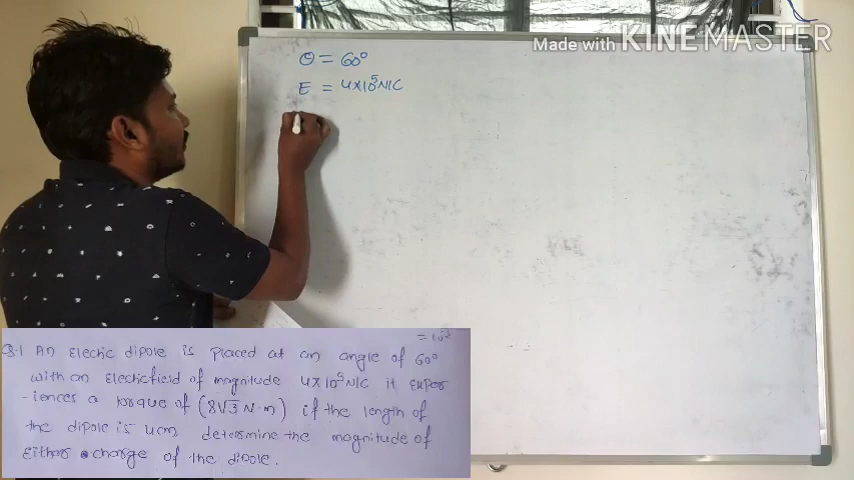 Made with KINEMASTER
θ = 60°
E = 4×10⁵N/C
Q.1 An Electric dipole is placed at an angle of 60°
with an electricfield of magnitude 4×10⁵N/C it exper
-iences a torque of (8√3 N·m) if the length of
the dipole is 4cm determine the magnitude of
either charge of the dipole.